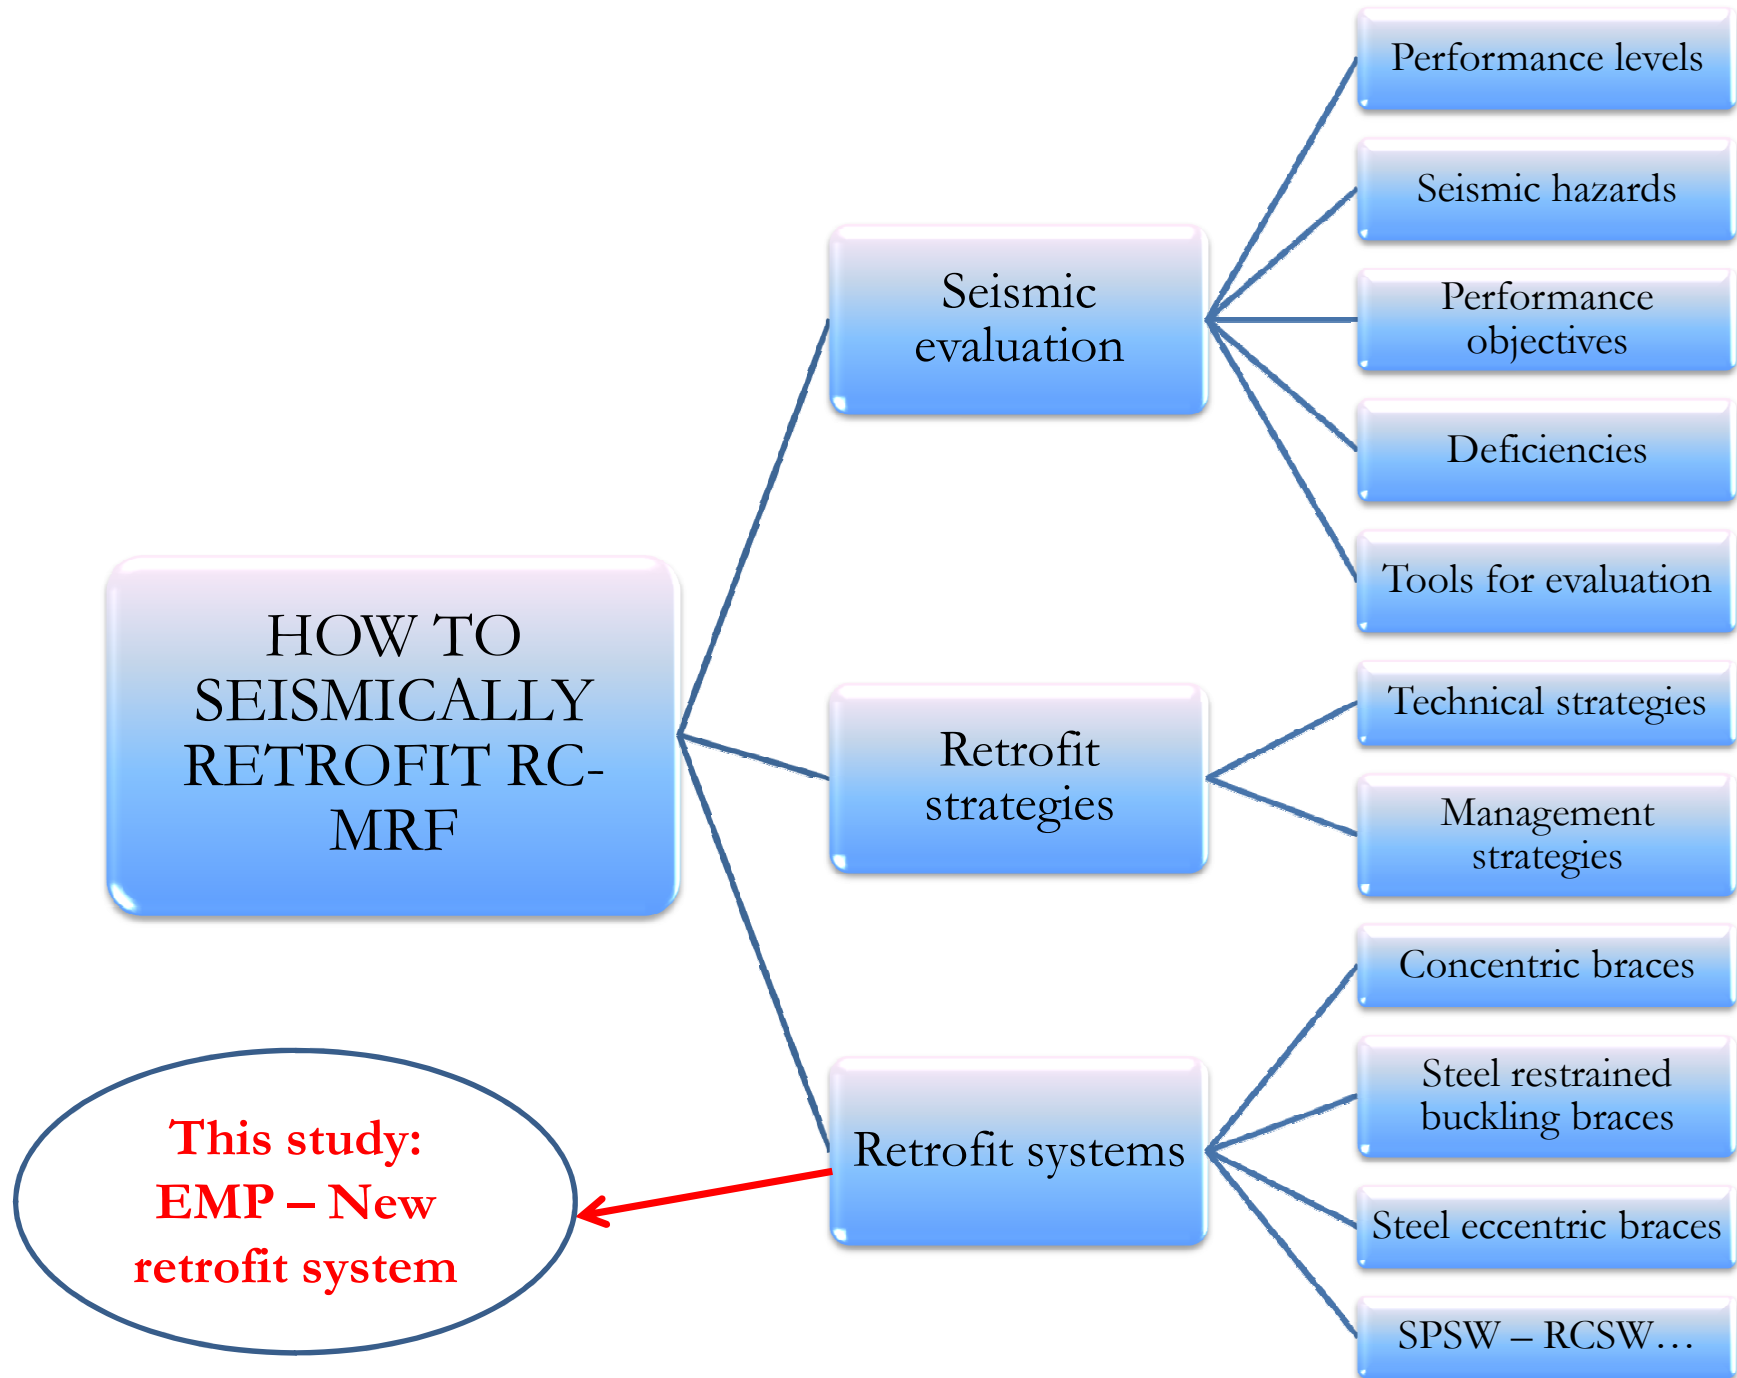 HOW TO
SEISMICALLY
RETROFIT RC-
MRF
Seismic
evaluation
Performance levels
Seismic hazards
Performance
objectives
Deficiencies
Tools for evaluation
Retrofit
strategies
Technical strategies
Management
strategies
Retrofit systems
Concentric braces
Steel restrained
buckling braces
Steel eccentric braces
SPSW – RCSW…
This study:
EMP – New
retrofit system